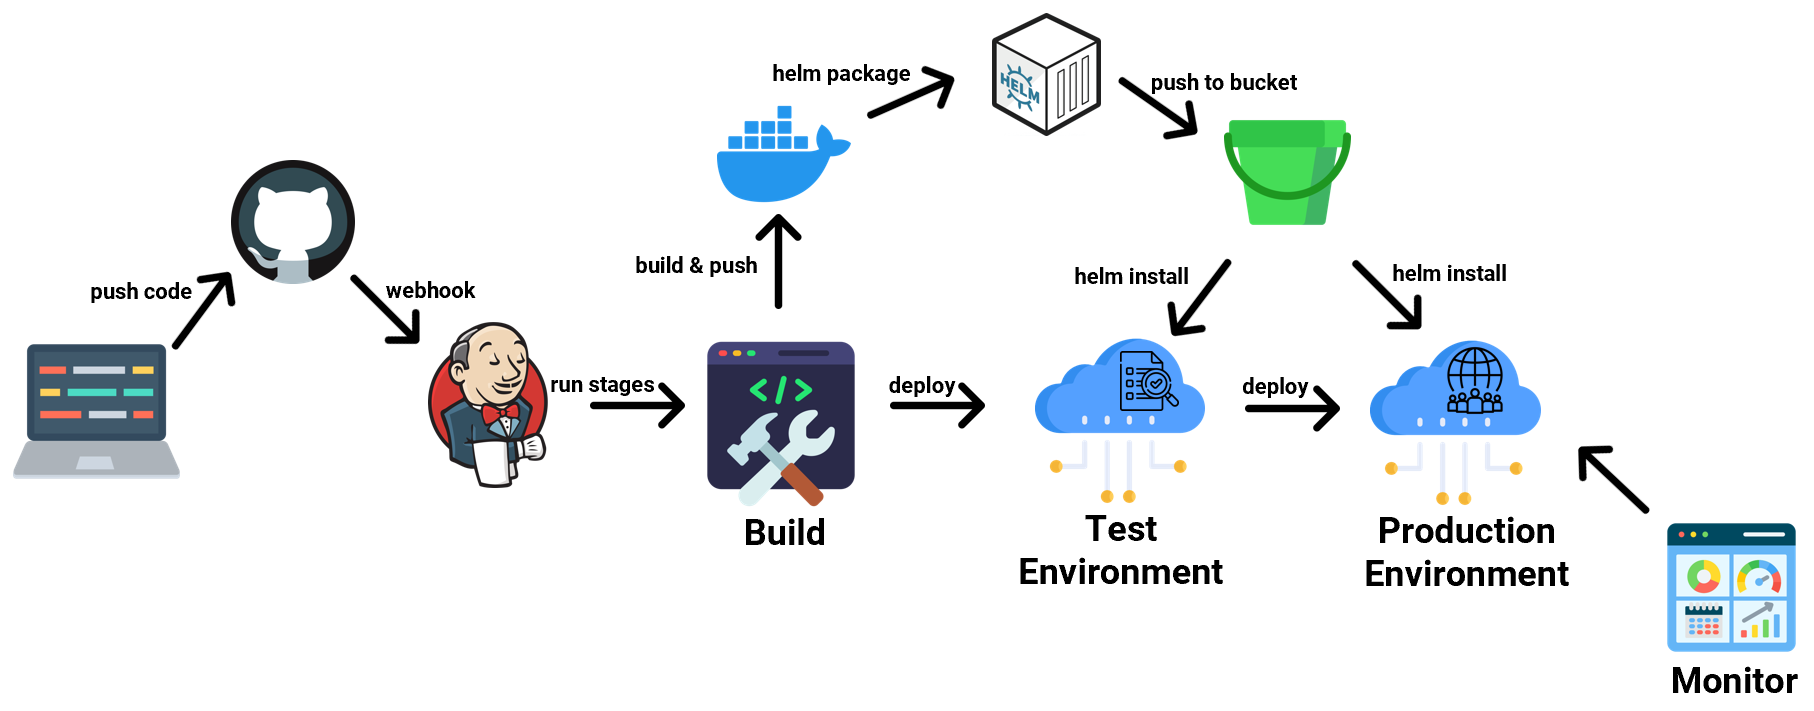 helm package
HELM
push to bucket
push code
webhook
build & push
helm install
helm install
run stages
</>
deploy
deploy
Build
Test
Environment
Production
Environment
Monitor